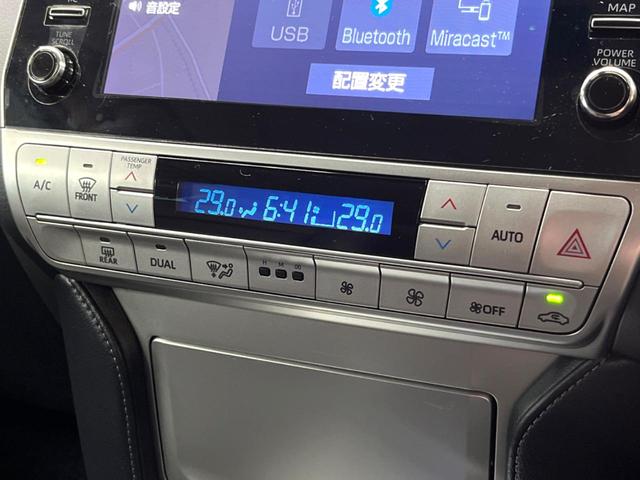 音設定
USB
Bluetooth
Miracast™
配置変更
TUNE
SCROLL
MAP
POWER
VOLUME
A/C
FRONT
PASSENGER
TEMP
29.0 6:41 29.0
AUTO
REAR
DUAL
H M 00
OFF